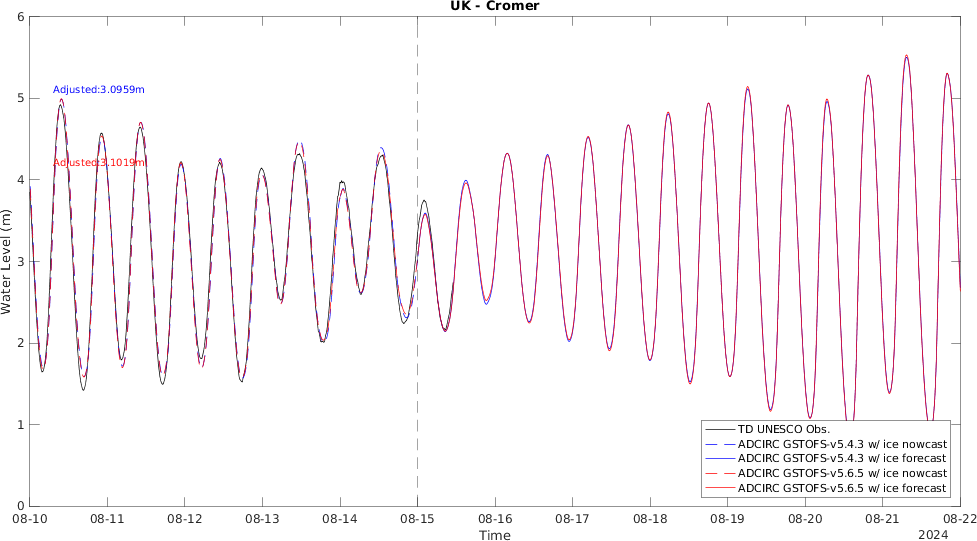 UK - Cromer
6
5
4
3
2
1
0
Water Level (m)
Adjusted:3.0959m
Adjusted:3.1019m
TD UNESCO Obs.
ADCIRC GSTOFS-v5.4.3 w/ ice nowcast
ADCIRC GSTOFS-v5.4.3 w/ ice forecast
ADCIRC GSTOFS-v5.6.5 w/ ice nowcast
ADCIRC GSTOFS-v5.6.5 w/ ice forecast
08-10 08-11 08-12 08-13 08-14 08-15 08-16 08-17 08-18 08-19 08-20 08-21 08-22
Time
2024